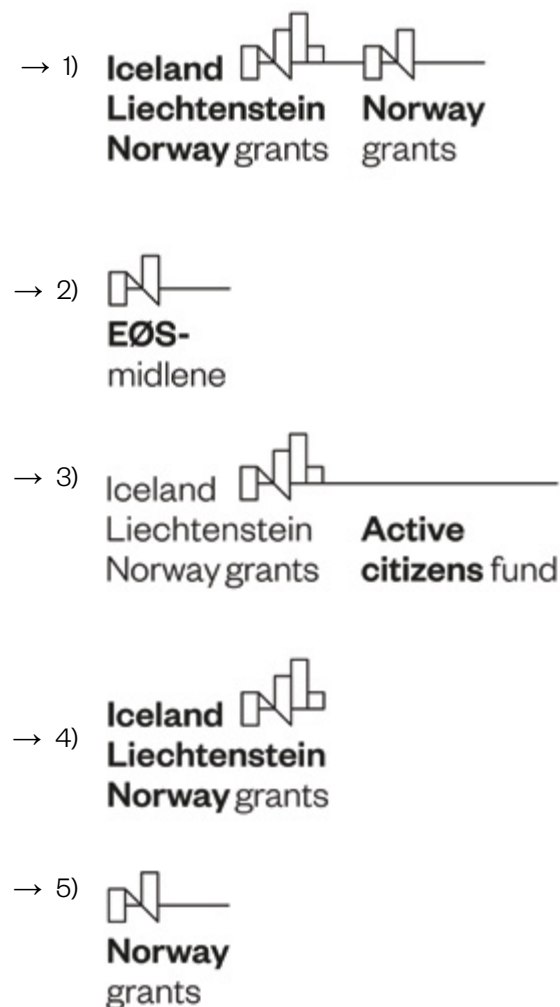 → 1) Iceland
Liechtenstein Norway
Norway grants grants
→ 2)
EØS-
midlene
→ 3) Iceland
Liechtenstein Active
Norway grants citizens fund
→ 4) Iceland
Liechtenstein
Norway grants
→ 5)
Norway
grants